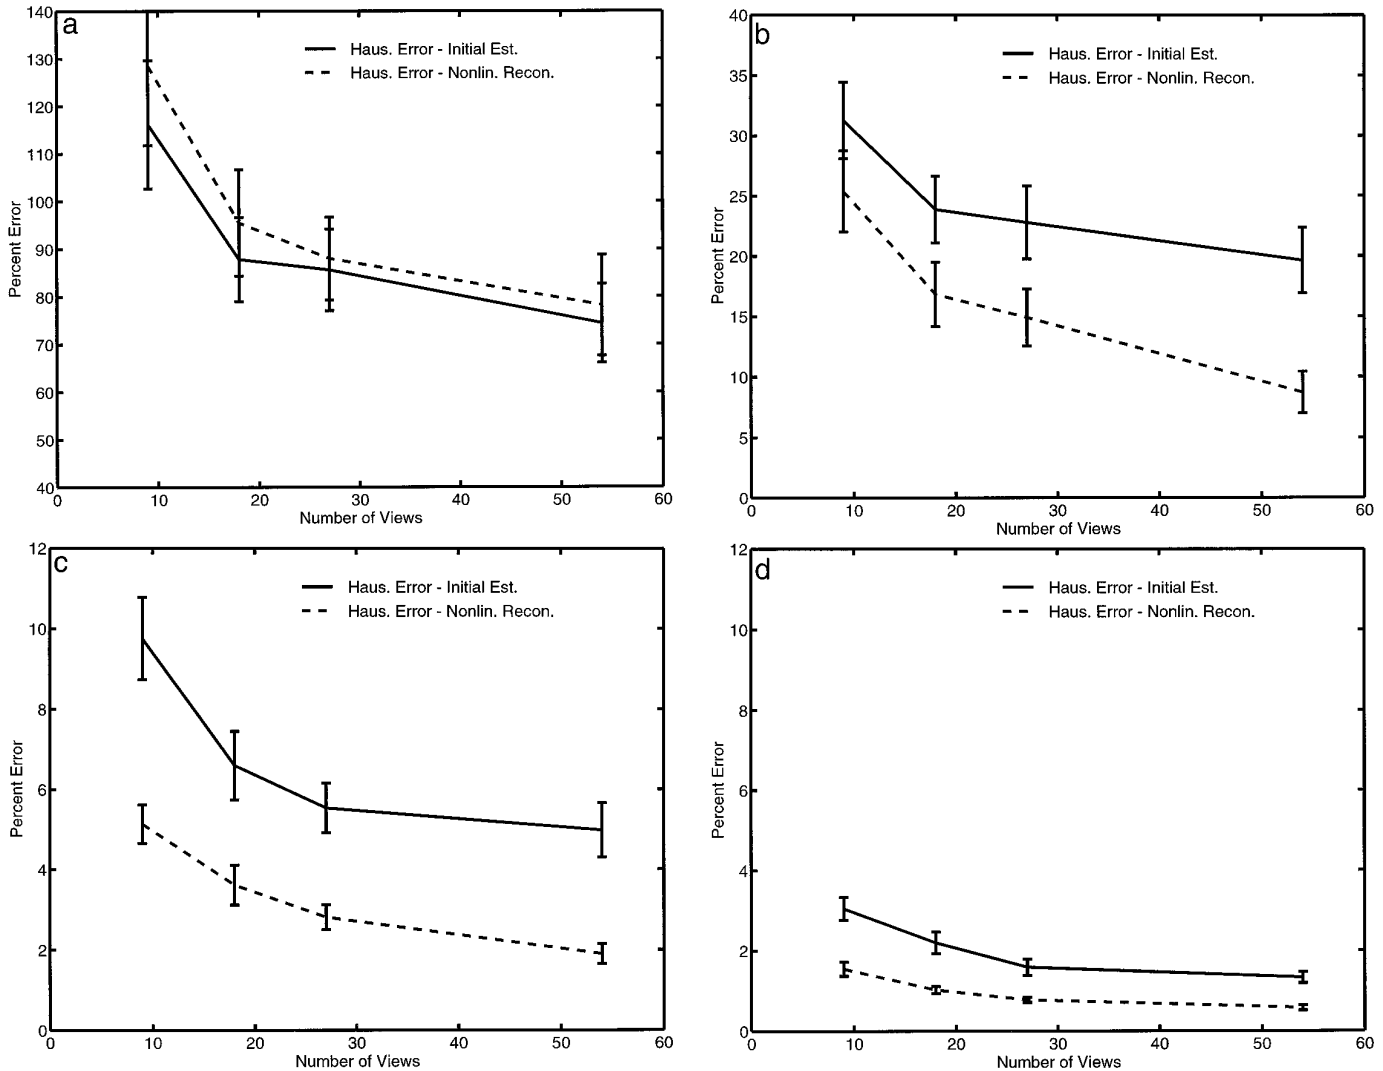 a
Haus. Error - Initial Est.
Haus. Error - Nonlin. Recon.
140
130
120
110
100
90
80
70
60
50
40
Percent Error
0 10 20 30 40 50 60
Number of Views
b
Haus. Error - Initial Est.
Haus. Error - Nonlin. Recon.
40
35
30
25
20
15
10
5
0
Percent Error
0 10 20 30 40 50 60
Number of Views
c
Haus. Error - Initial Est.
Haus. Error - Nonlin. Recon.
12
10
8
6
4
2
0
Percent Error
0 10 20 30 40 50 60
Number of Views
d
Haus. Error - Initial Est.
Haus. Error - Nonlin. Recon.
12
10
8
6
4
2
0
Percent Error
0 10 20 30 40 50 60
Number of Views